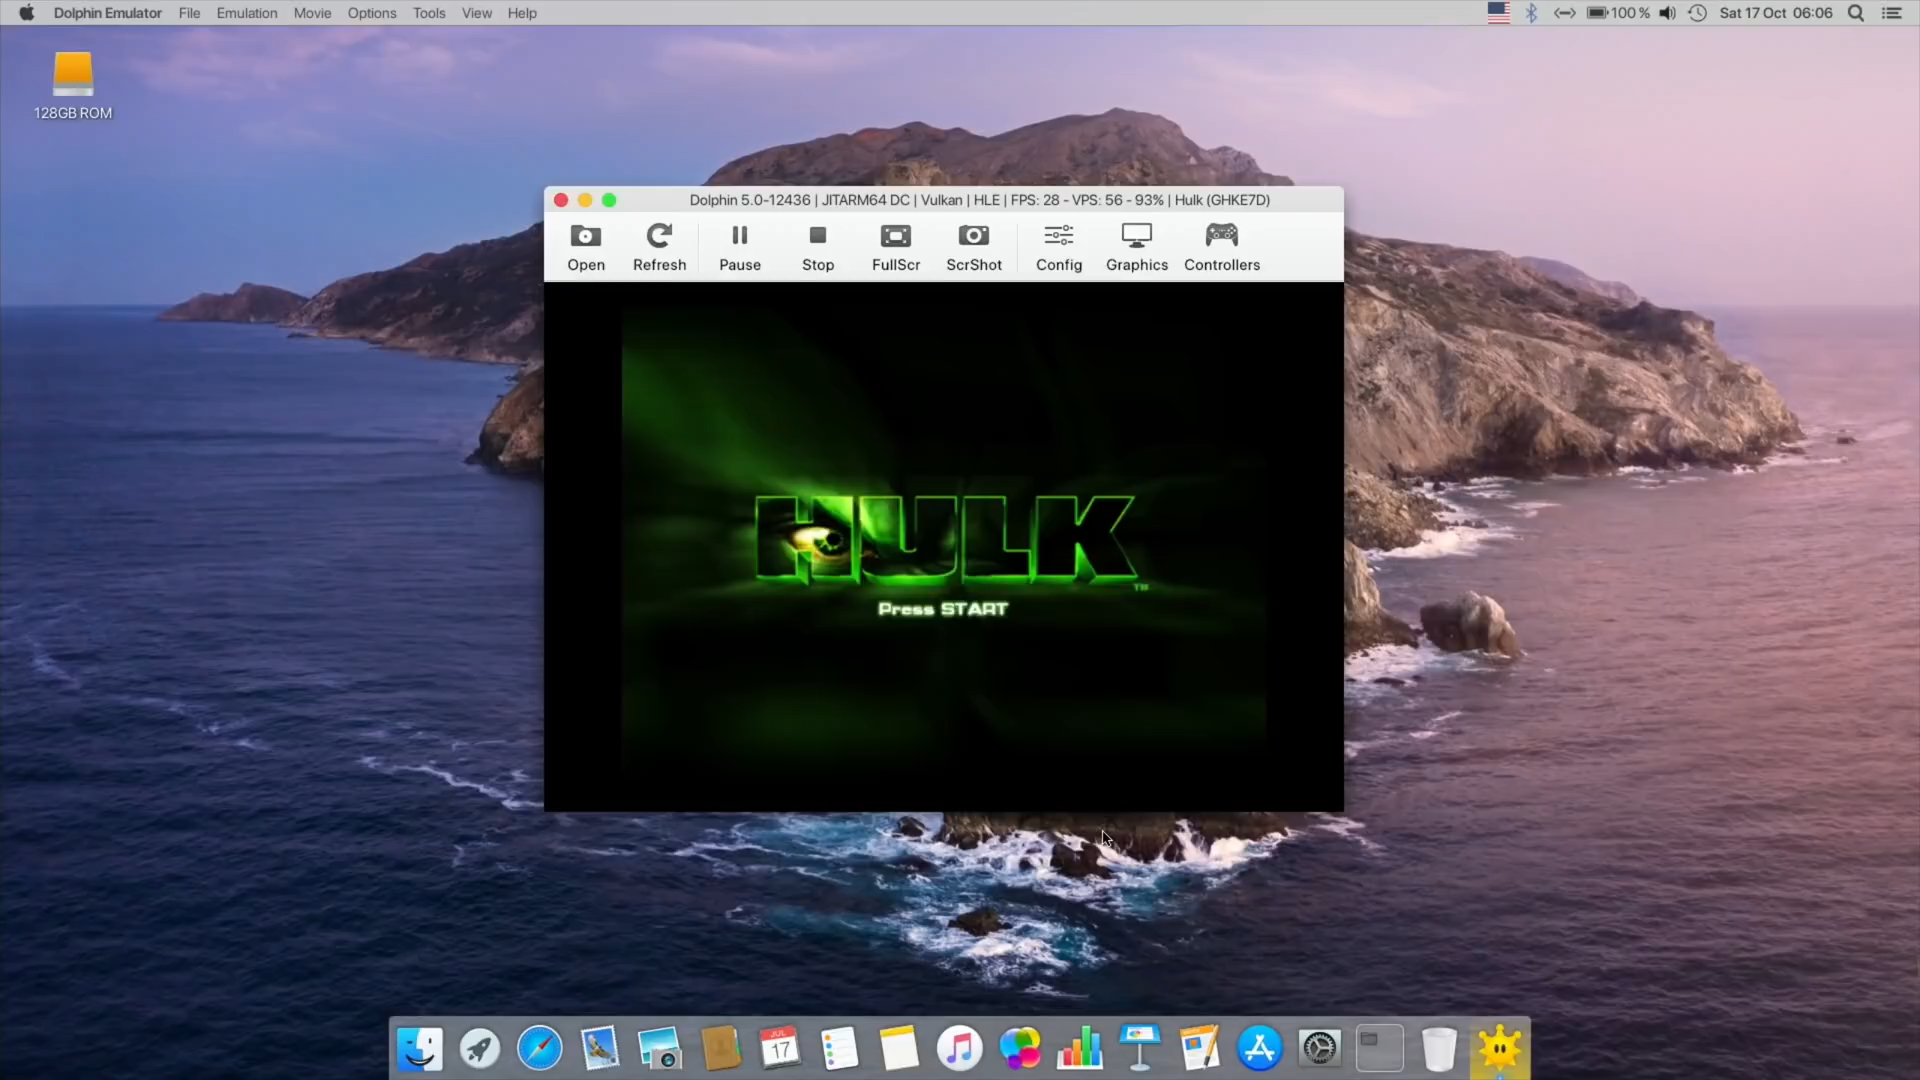 Dolphin Emulator File Emulation Movie Options Tools View Help 100 % Sat 17 Oct 06:06
128GB ROM
Dolphin 5.0-12436 | JITARM64 DC | Vulkan | HLE | FPS: 28 - VPS: 56 - 93% | Hulk (GHKE7D)
Open Refresh Pause Stop FullScr ScrShot Config Graphics Controllers
HULK
TM
Press START
JUL
17